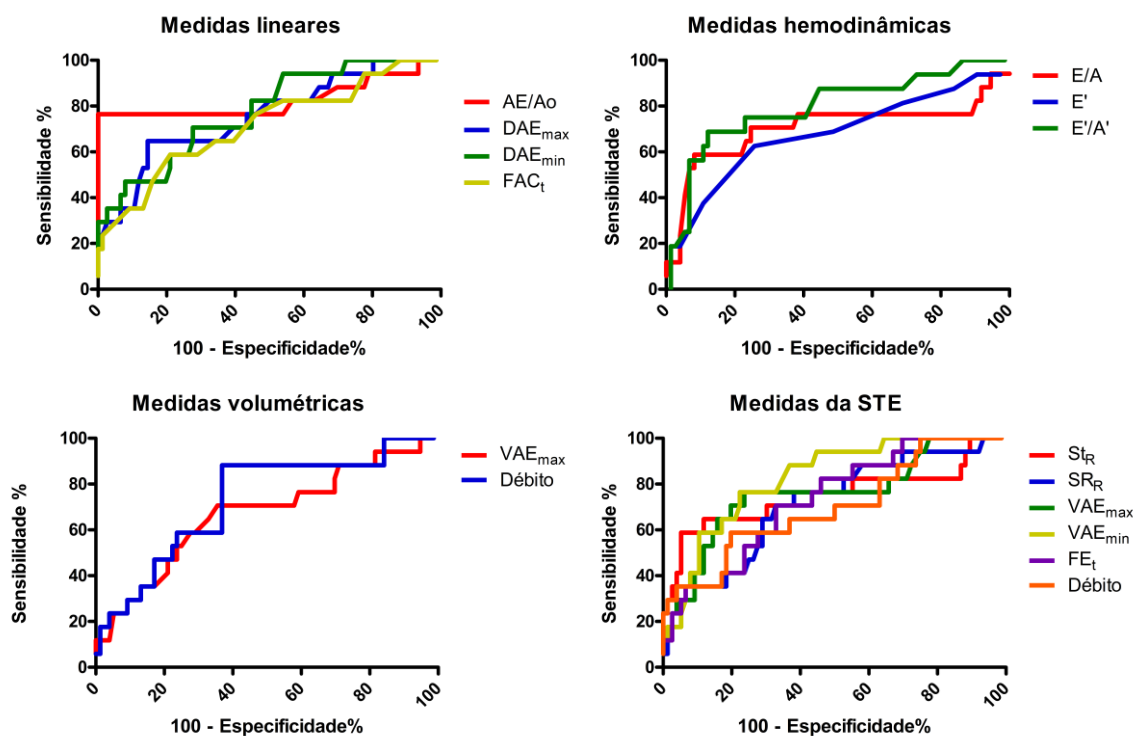 Medidas lineares
Sensibilidade %
100
80
60
40
20
0
0
20
40
60
80
100
100 - Especificidade%
AE/Ao
DAEmax
DAEmin
FACt
Medidas hemodinâmicas
Sensibilidade %
100
80
60
40
20
0
0
20
40
60
80
100
100 - Especificidade%
E/A
E'
E'/A'
Medidas volumétricas
Sensibilidade %
100
80
60
40
20
0
0
20
40
60
80
100
100 - Especificidade%
VAEmax
Débito
Medidas da STE
Sensibilidade %
100
80
60
40
20
0
0
20
40
60
80
100
100 - Especificidade%
StR
SRR
VAEmax
VAEmin
FEt
Débito